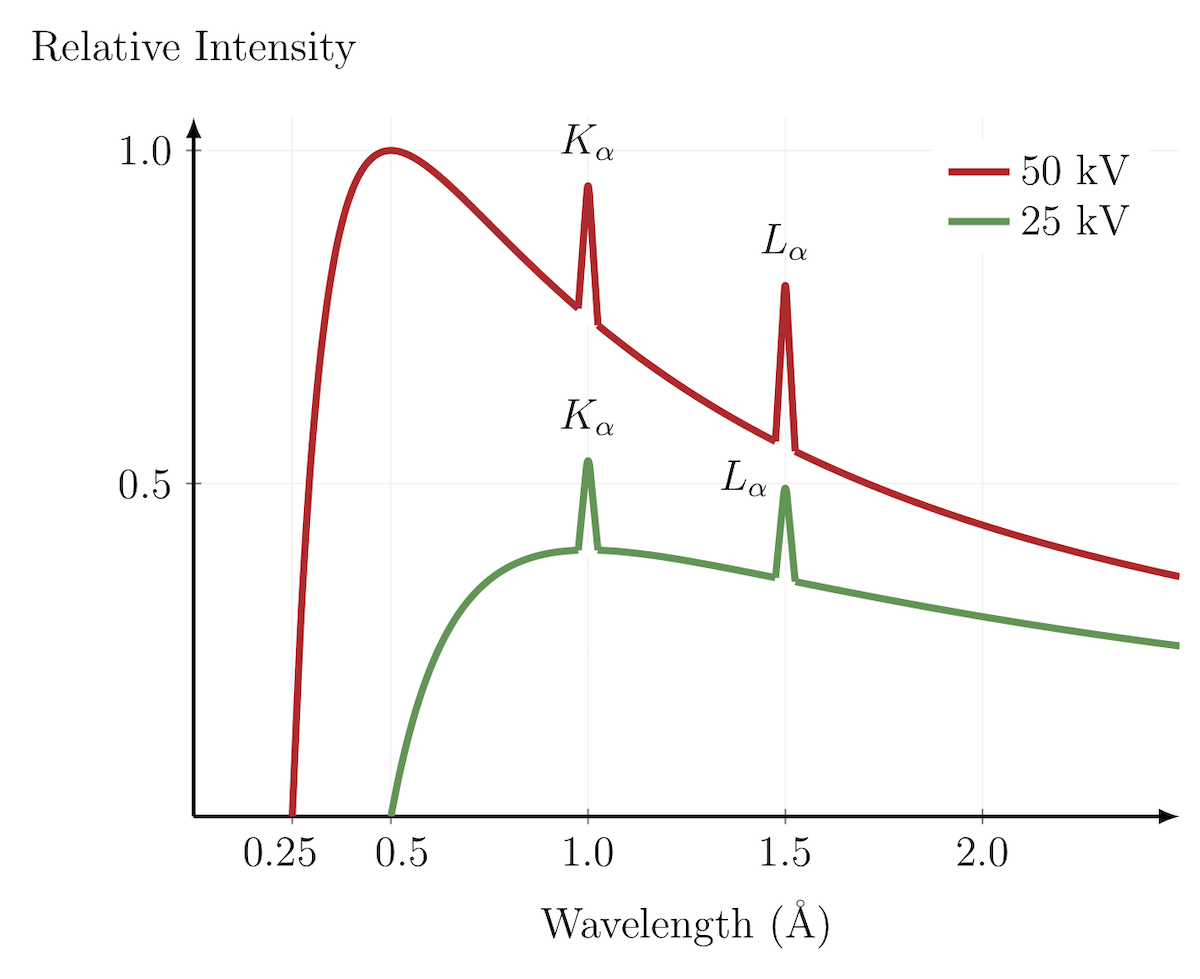 Relative Intensity
1.0
0.5
K_α
L_α
K_α
L_α
50 kV
25 kV
0.25 0.5 1.0 1.5 2.0
Wavelength (Å)